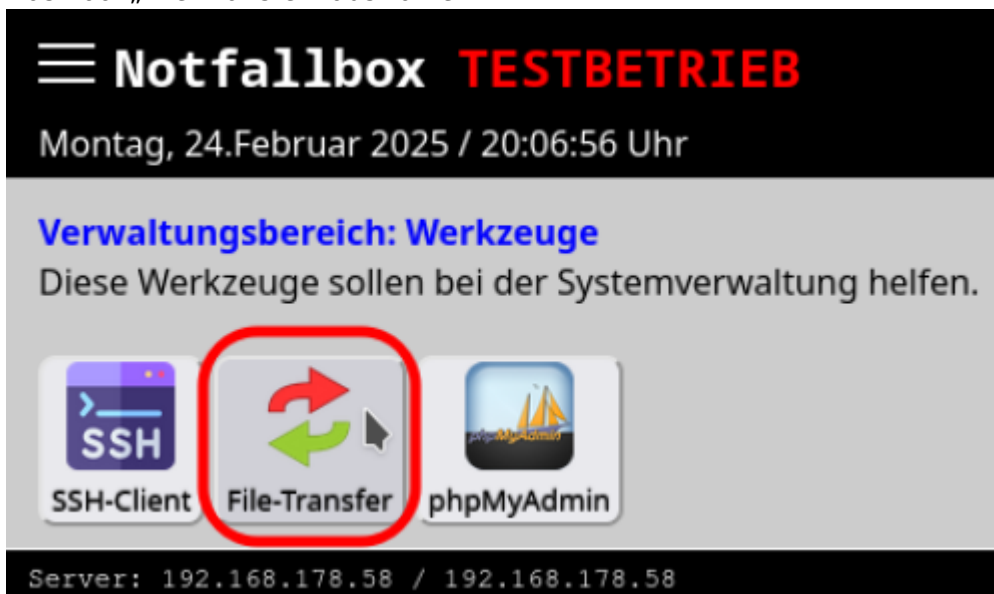 Notfallbox TESTBETRIEB
Montag, 24.Februar 2025 / 20:06:56 Uhr
Verwaltungsbereich: Werkzeuge
Diese Werkzeuge sollen bei der Systemverwaltung helfen.
SSH
phpMyAdmin
SSH-Client File-Transfer phpMyAdmin
Server: 192.168.178.58 / 192.168.178.58